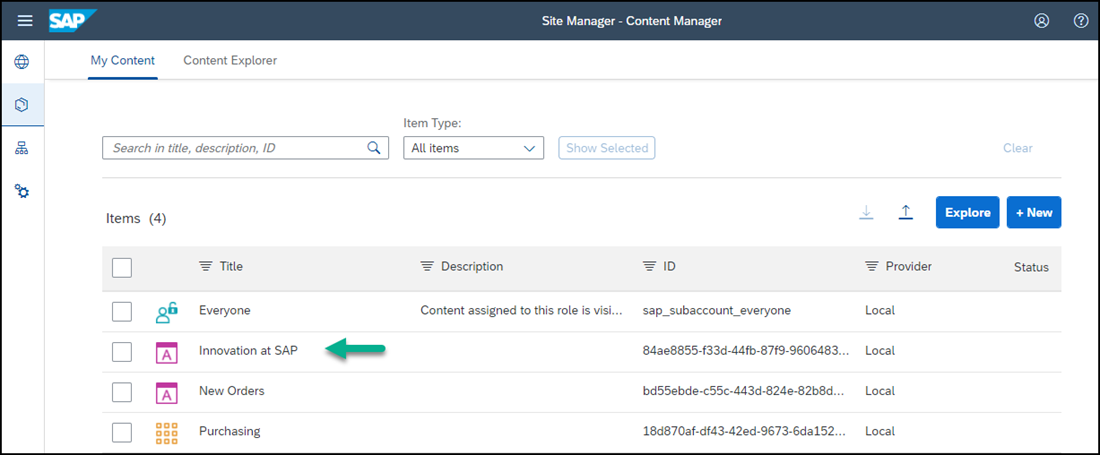 SAP Site Manager - Content Manager
My Content Content Explorer
Item Type:
Search in title, description, ID All items Show Selected Clear
Items (4) Explore + New
Title Description ID Provider Status
Everyone Content assigned to this role is visi... sap_subaccount_everyone Local
A Innovation at SAP 84ae8855-f33d-44fb-87f9-9606483... Local
A New Orders bd55ebde-c55c-443d-824e-82b8d... Local
Purchasing 18d870af-df43-42ed-9673-6da152... Local